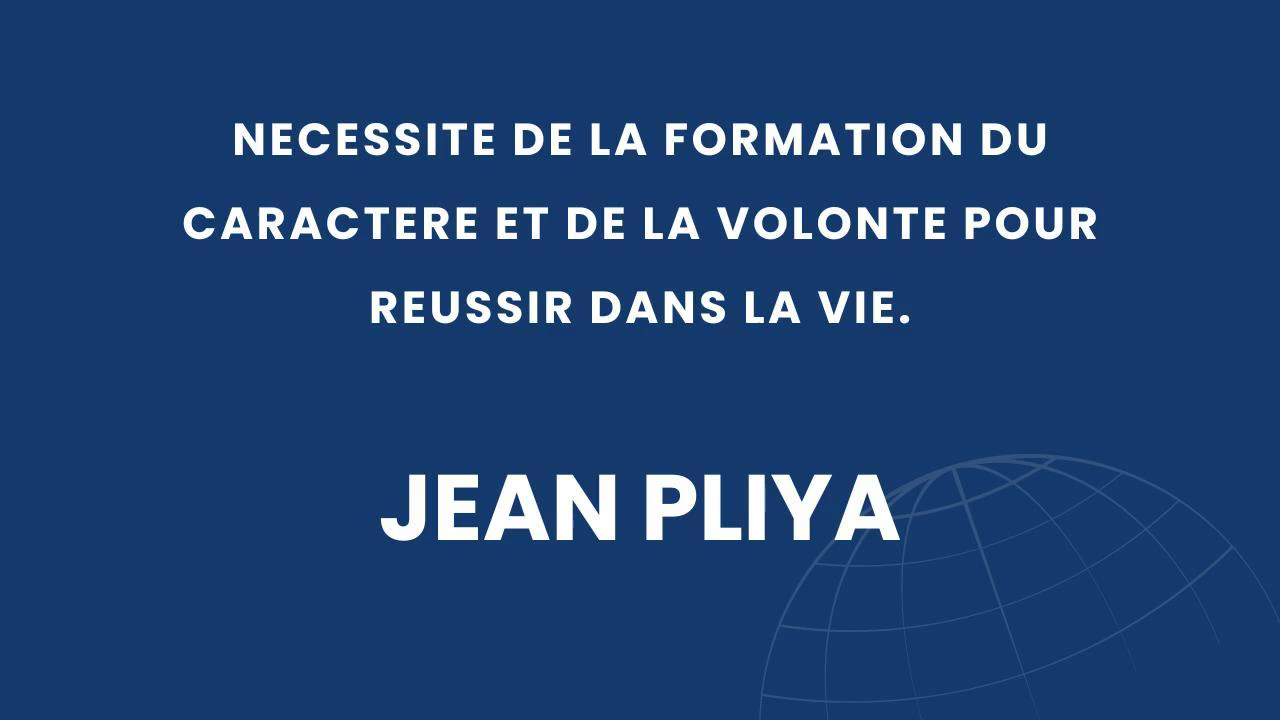 NECESSITE DE LA FORMATION DU
CARACTERE ET DE LA VOLONTE POUR
REUSSIR DANS LA VIE.
JEAN PLIYA